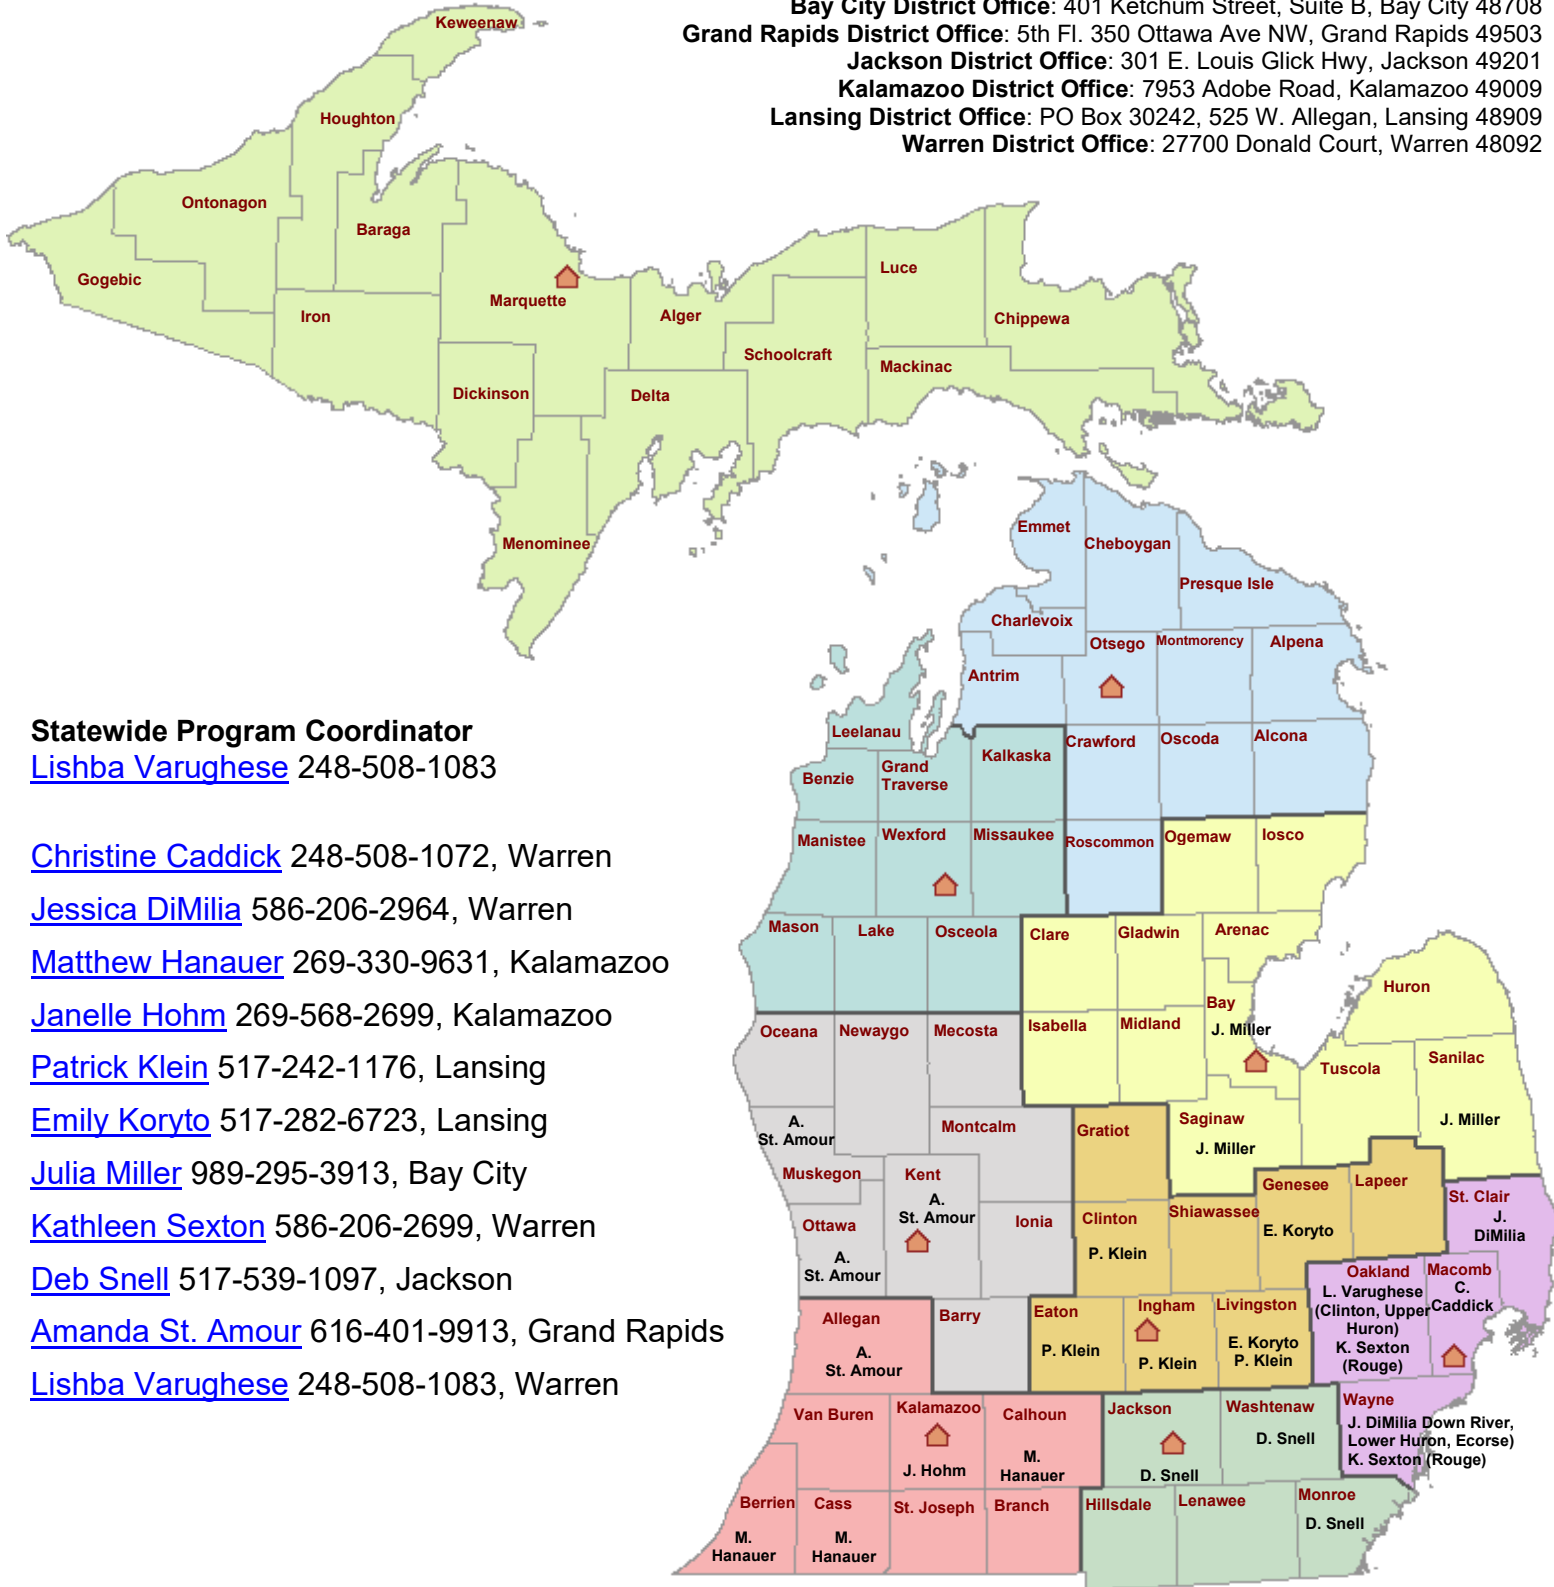 Bay City District Office: 401 Ketchum Street, Suite B, Bay City 48708
Grand Rapids District Office: 5th Fl. 350 Ottawa Ave NW, Grand Rapids 49503
Jackson District Office: 301 E. Louis Glick Hwy, Jackson 49201
Kalamazoo District Office: 7953 Adobe Road, Kalamazoo 49009
Lansing District Office: PO Box 30242, 525 W. Allegan, Lansing 48909
Warren District Office: 27700 Donald Court, Warren 48092
Keweenaw
Houghton
Ontonagon
Baraga
Gogebic
Iron
Marquette
Alger
Luce
Chippewa
Schoolcraft
Mackinac
Dickinson
Delta
Menominee
Emmet
Cheboygan
Presque Isle
Charlevoix
Otsego
Montmorency
Alpena
Antrim
Leelanau
Kalkaska
Crawford
Oscoda
Alcona
Benzie
Grand
Traverse
Manistee
Wexford
Missaukee
Roscommon
Ogemaw
Iosco
Mason
Lake
Osceola
Clare
Gladwin
Arenac
Statewide Program Coordinator
Lishba Varughese 248-508-1083
Christine Caddick 248-508-1072, Warren
Jessica DiMilia 586-206-2964, Warren
Matthew Hanauer 269-330-9631, Kalamazoo
Janelle Hohm 269-568-2699, Kalamazoo
Patrick Klein 517-242-1176, Lansing
Emily Koryto 517-282-6723, Lansing
Julia Miller 989-295-3913, Bay City
Kathleen Sexton 586-206-2699, Warren
Deb Snell 517-539-1097, Jackson
Amanda St. Amour 616-401-9913, Grand Rapids
Lishba Varughese 248-508-1083, Warren
Huron
Bay
J. Miller
Oceana
Newaygo
Mecosta
Isabella
Midland
Tuscola
Sanilac
J. Miller
A.
St. Amour
Muskegon
Montcalm
Gratiot
Saginaw
J. Miller
Kent
A.
St. Amour
Ottawa
A.
St. Amour
Ionia
Clinton
P. Klein
Shiawassee
Genesee
E. Koryto
Lapeer
St. Clair
J.
DiMilia
Allegan
A.
St. Amour
Barry
Eaton
P. Klein
Ingham
P. Klein
Livingston
E. Koryto
P. Klein
Oakland
L. Varughese
(Clinton, Upper
Huron)
K. Sexton
(Rouge)
Macomb
C.
Caddick
Van Buren
Kalamazoo
J. Hohm
Calhoun
M.
Hanauer
Jackson
D. Snell
Washtenaw
D. Snell
Wayne
J. DiMilia Down River,
Lower Huron, Ecorse)
K. Sexton (Rouge)
Berrien
M.
Hanauer
Cass
M.
Hanauer
St. Joseph
Branch
Hillsdale
Lenawee
Monroe
D. Snell